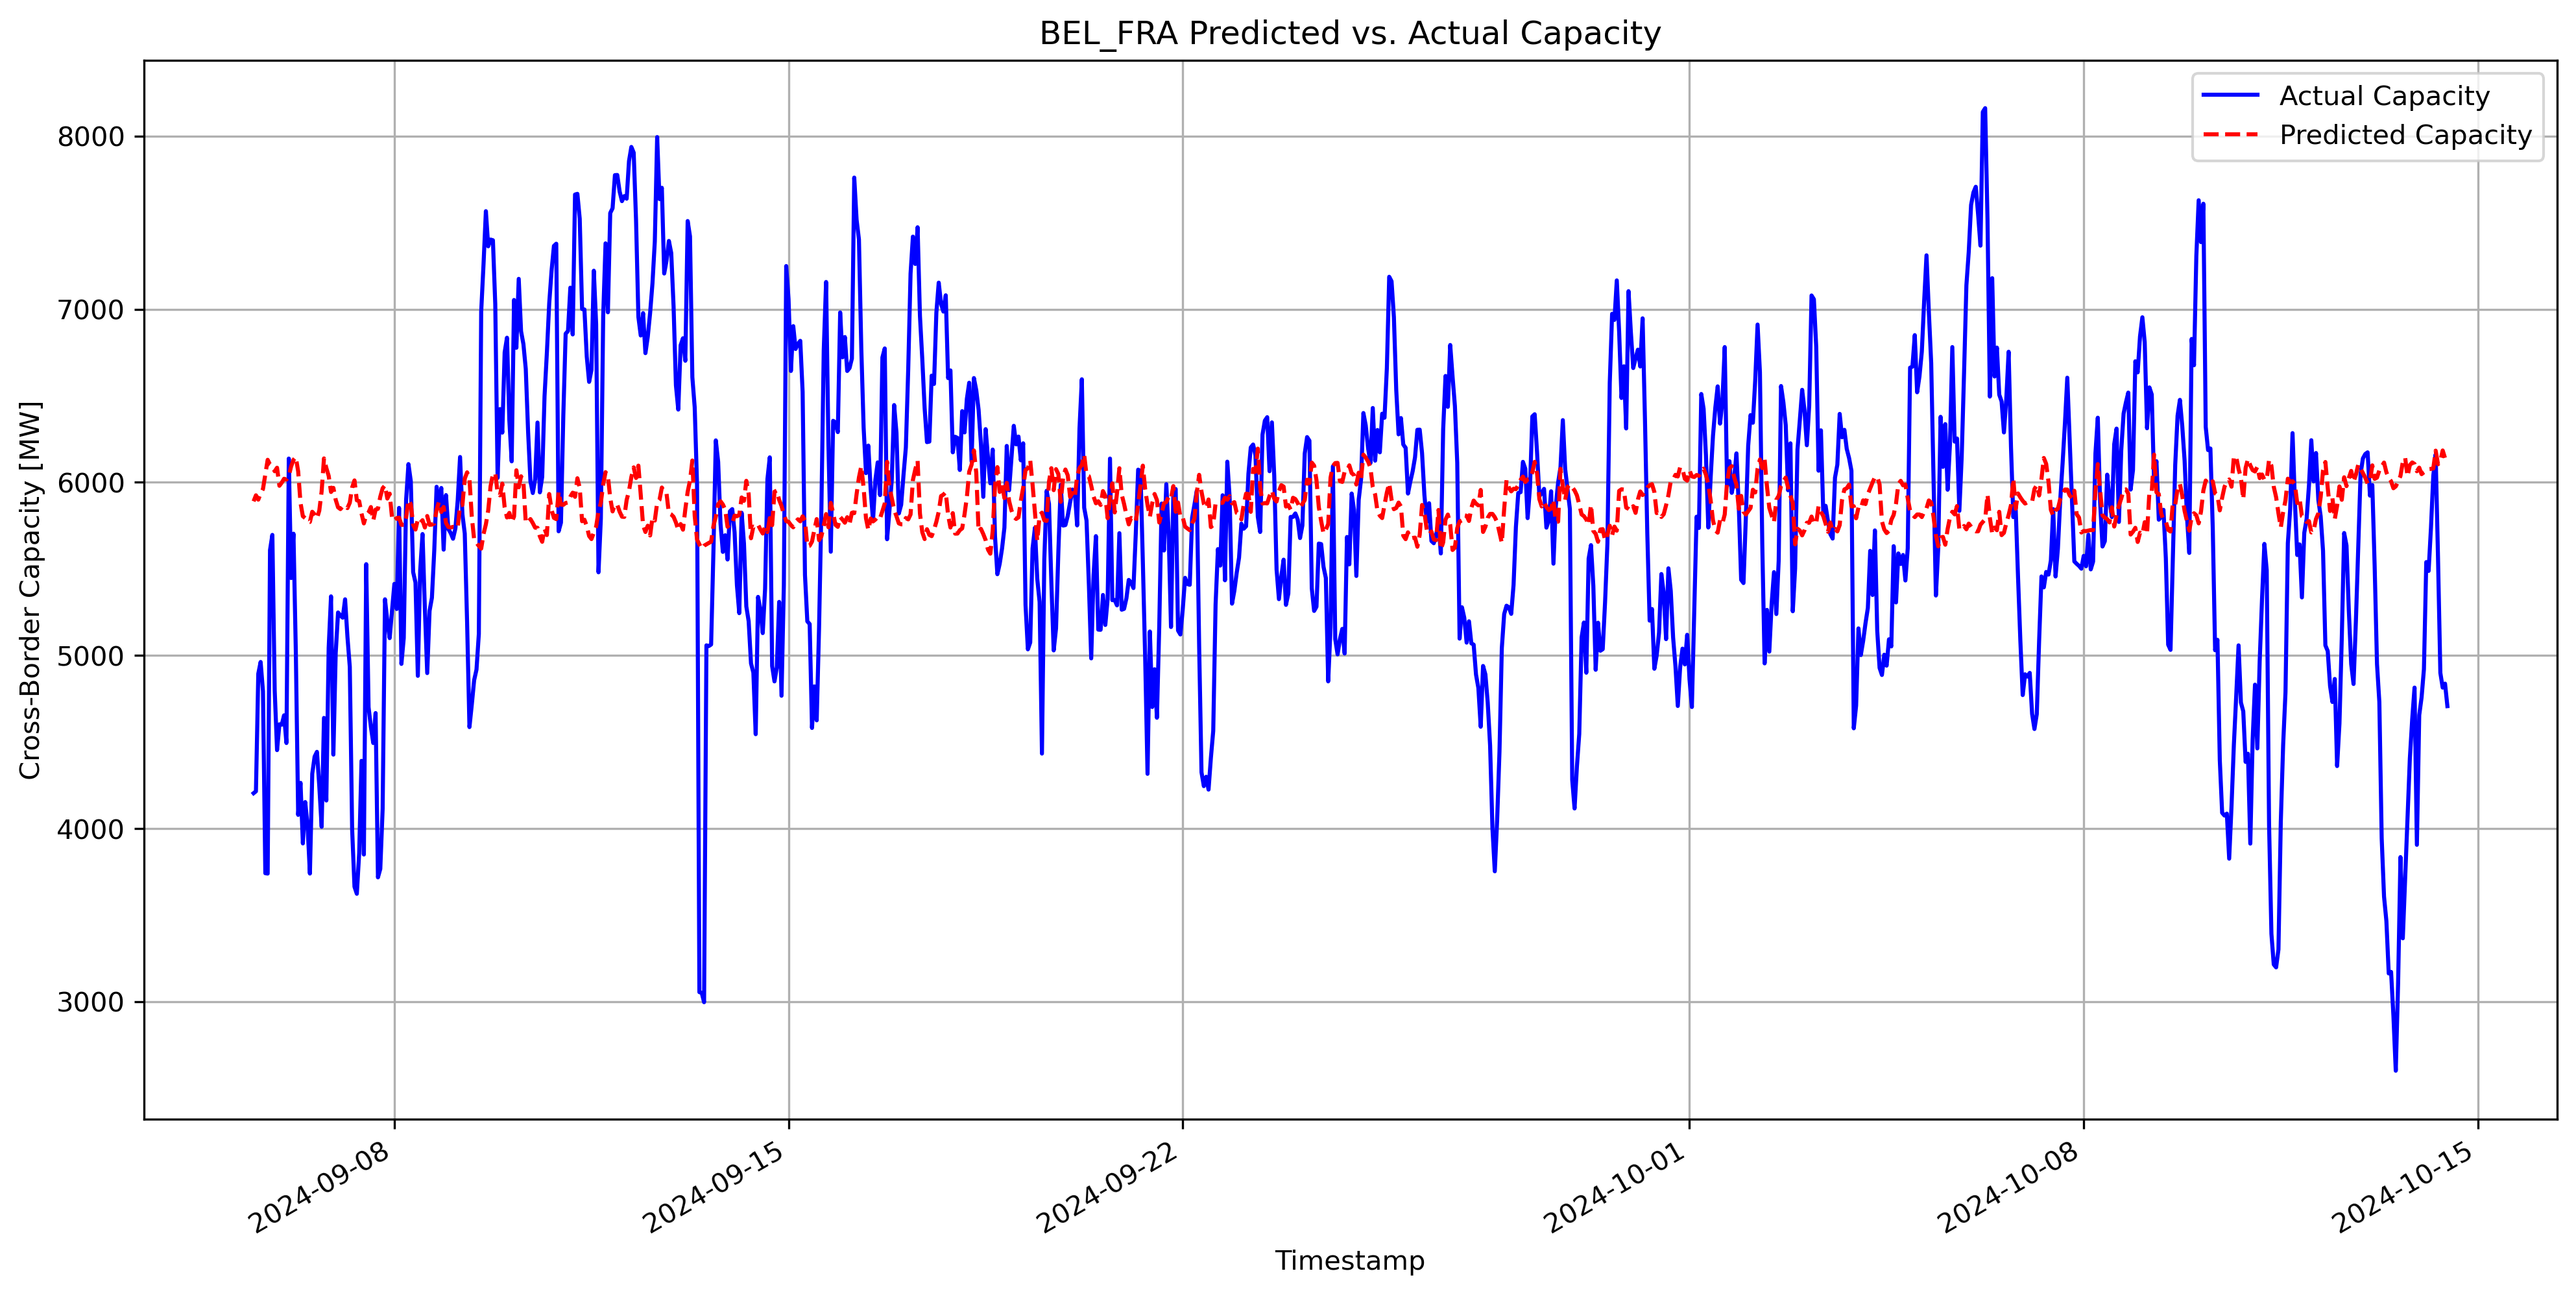 BEL_FRA Predicted vs. Actual Capacity
Actual Capacity
Predicted Capacity
Cross-Border Capacity [MW]
8000
7000
6000
5000
4000
3000
2024-09-08
2024-09-15
2024-09-22
2024-10-01
2024-10-08
2024-10-15
Timestamp